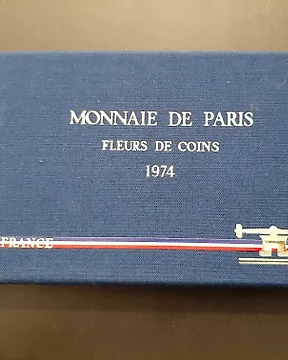 MONNAIE DE PARIS
FLEURS DE COINS
1974
FRANCE